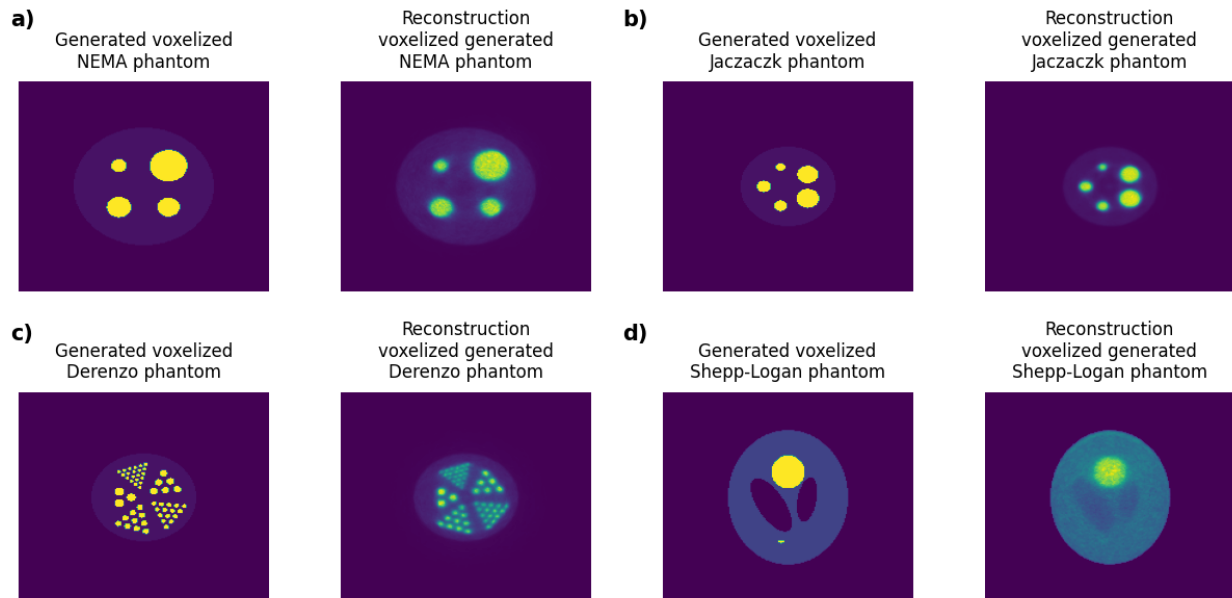 a)
Generated voxelized
NEMA phantom
Reconstruction
voxelized generated
NEMA phantom
b)
Generated voxelized
Jaczaczk phantom
Reconstruction
voxelized generated
Jaczaczk phantom
c)
Generated voxelized
Derenzo phantom
Reconstruction
voxelized generated
Derenzo phantom
d)
Generated voxelized
Shepp-Logan phantom
Reconstruction
voxelized generated
Shepp-Logan phantom